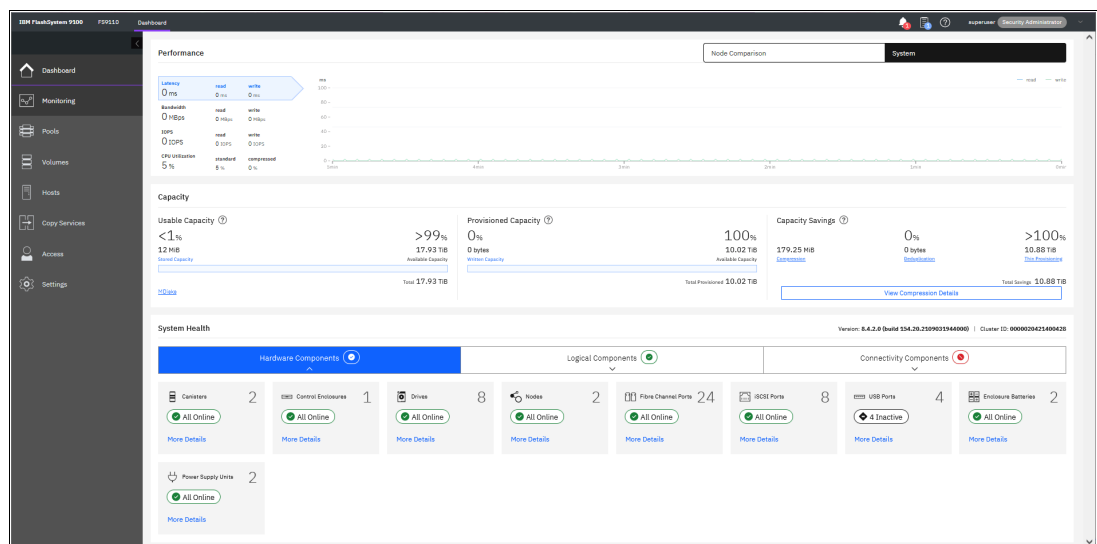 IBM FlashSystem 9100 FS9110 Dashboard superuser Security Administrator
Dashboard
Monitoring
Pools
Volumes
Hosts
Copy Services
Access
Settings
Performance
Node Comparison System
Latency read write
0 ms 0 ms 0 ms
Bandwidth read write
0 MBps 0 MBps 0 MBps
IOPS read write
0 IOPS 0 IOPS 0 IOPS
CPU Utilization standard compressed
5 % 5 % 0 %
ms read write
100
80
60
40
20
0
5min 4min 3min 2min 1min 0min
Capacity
Usable Capacity
<1% >99%
12 MiB 17.93 TiB
Stored Capacity Available Capacity
Total 17.93 TiB
MDisks
Provisioned Capacity
0% 100%
0 bytes 10.02 TiB
Written Capacity Available Capacity
Total Provisioned 10.02 TiB
Capacity Savings
0% >100%
179.25 MiB 0 bytes 10.88 TiB
Compression Deduplication Thin Provisioning
Total Savings 10.88 TiB
View Compression Details
System Health Version: 8.4.2.0 (build 154.20.2109031944000) | Cluster ID: 0000020421400428
Hardware Components Logical Components Connectivity Components
Canisters 2
All Online
More Details
Control Enclosures 1
All Online
More Details
Drives 8
All Online
More Details
Nodes 2
All Online
More Details
Fibre Channel Ports 24
All Online
More Details
iSCSI Ports 8
All Online
More Details
USB Ports 4
4 Inactive
More Details
Enclosure Batteries 2
All Online
More Details
Power Supply Units 2
All Online
More Details